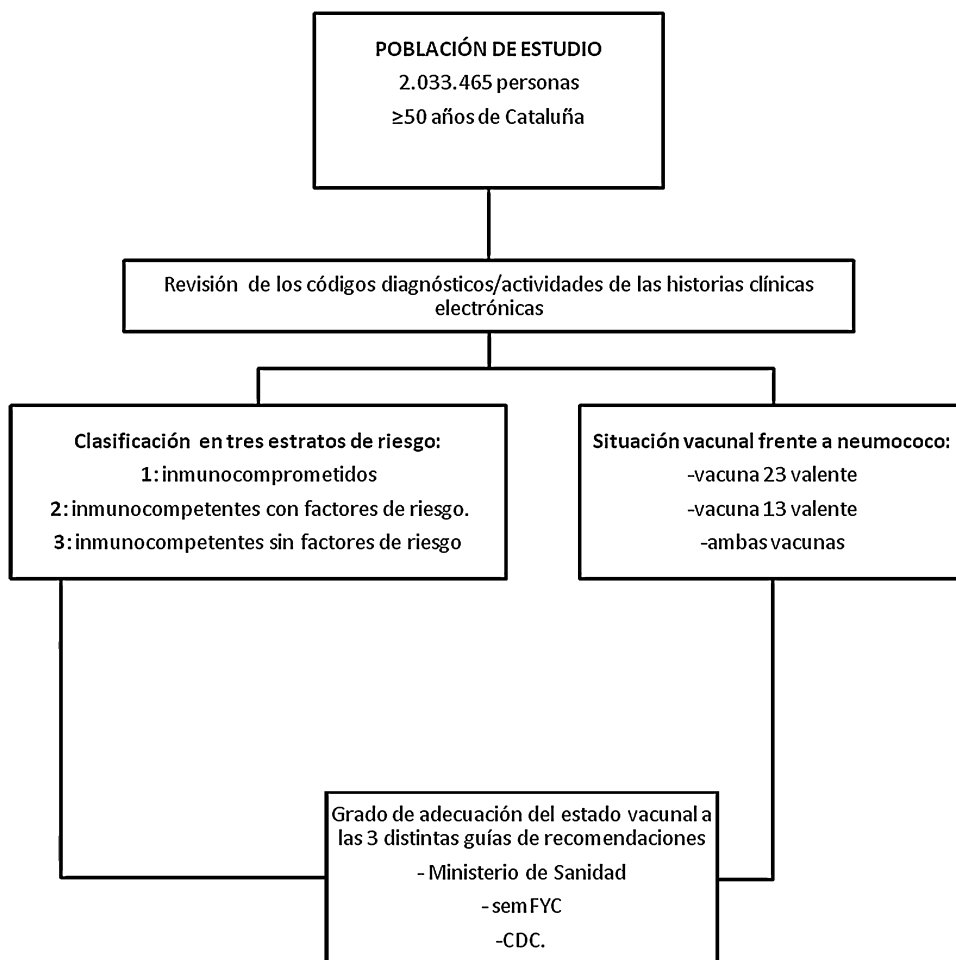 POBLACIÓN DE ESTUDIO
2.033.465 personas
≥50 años de Cataluña
Revisión de los códigos diagnósticos/actividades de las historias clínicas
electrónicas
Clasificación en tres estratos de riesgo:
1: inmunocomprometidos
2: inmunocompetentes con factores de riesgo.
3: inmunocompetentes sin factores de riesgo
Situación vacunal frente a neumococo:
-vacuna 23 valente
-vacuna 13 valente
-ambas vacunas
Grado de adecuación del estado vacunal a
las 3 distintas guías de recomendaciones
- Ministerio de Sanidad
- semFYC
-CDC.